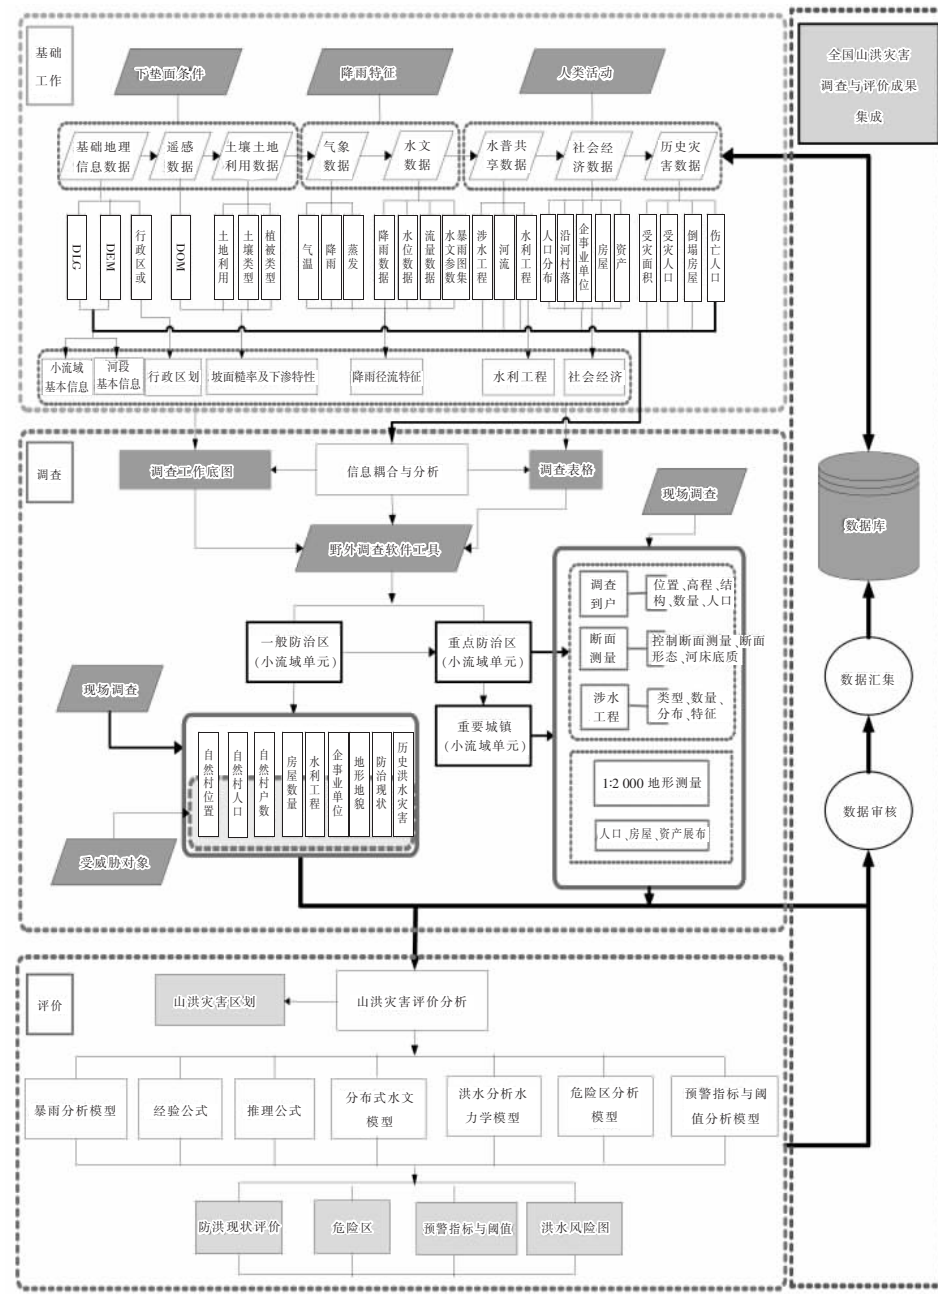 基础
工作
下垫面条件
降雨特征
人类活动
全国山洪灾害
调查与评价成果
集成
基础地理
信息数据
遥感
数据
土壤土地
利用数据
气象
数据
水文
数据
水普共
享数据
社会经
济数据
历史灾
害数据
DLG
DEM
行政区或
DOM
土地利用
土壤类型
植被类型
气温
降雨
蒸发
降雨数据
水位数据
流量数据
水文参数
暴雨图集
涉水工程
河流
水利工程
人口分布
沿河村落
企事业单位
房屋
资产
受灾面积
受灾人口
倒塌房屋
伤亡人口
小流域
基本信息
河段
基本信息
行政区划
坡面糙率及下渗特性
降雨径流特征
水利工程
社会经济
调查
调查工作底图
信息耦合与分析
调查表格
现场调查
数据库
野外调查软件工具
调查
到户
位置、高程、结
构、数量、人口
一般防治区
(小流域单元)
重点防治区
(小流域单元)
断面
测量
控制断面测量、断面
形态、河床底质
现场调查
涉水
工程
类型、数量、
分布、特征
数据汇集
重要城镇
(小流域单元)
自然村位置
自然村人口
自然村户数
房屋数量
水利工程
企事业单位
地形地貌
防治现状
历史洪水灾害
1:2 000 地形测量
数据审核
人口、房屋、资产展布
受威胁对象
评价
山洪灾害区划
山洪灾害评价分析
暴雨分析模型
经验公式
推理公式
分布式水文
模型
洪水分析水
力学模型
危险区分析
模型
预警指标与阈
值分析模型
防洪现状评价
危险区
预警指标与阈值
洪水风险图